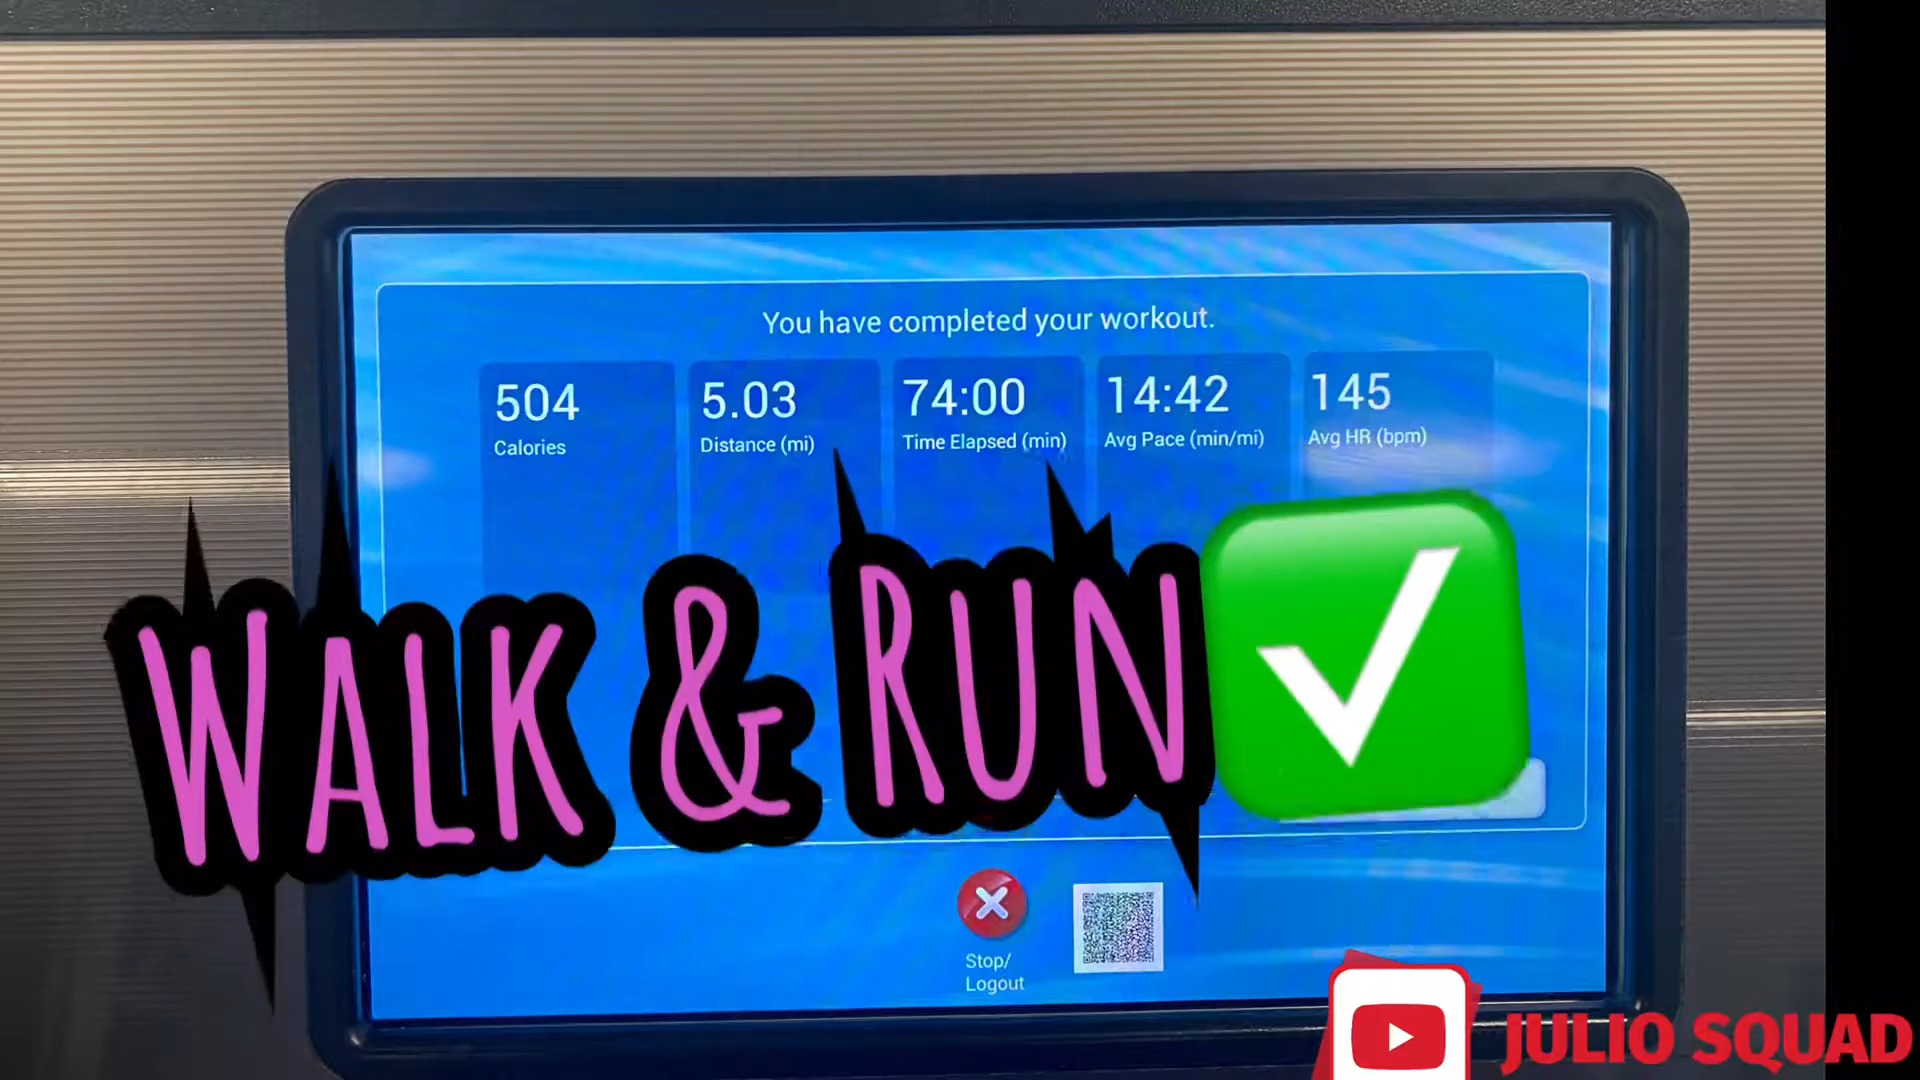 You have completed your workout.
504
Calories
5.03
Distance (mi)
74:00
Time Elapsed (min)
14:42
Avg Pace (min/mi)
145
Avg HR (bpm)
WALK & RUN
Stop/
Logout
JULIO SQUAD